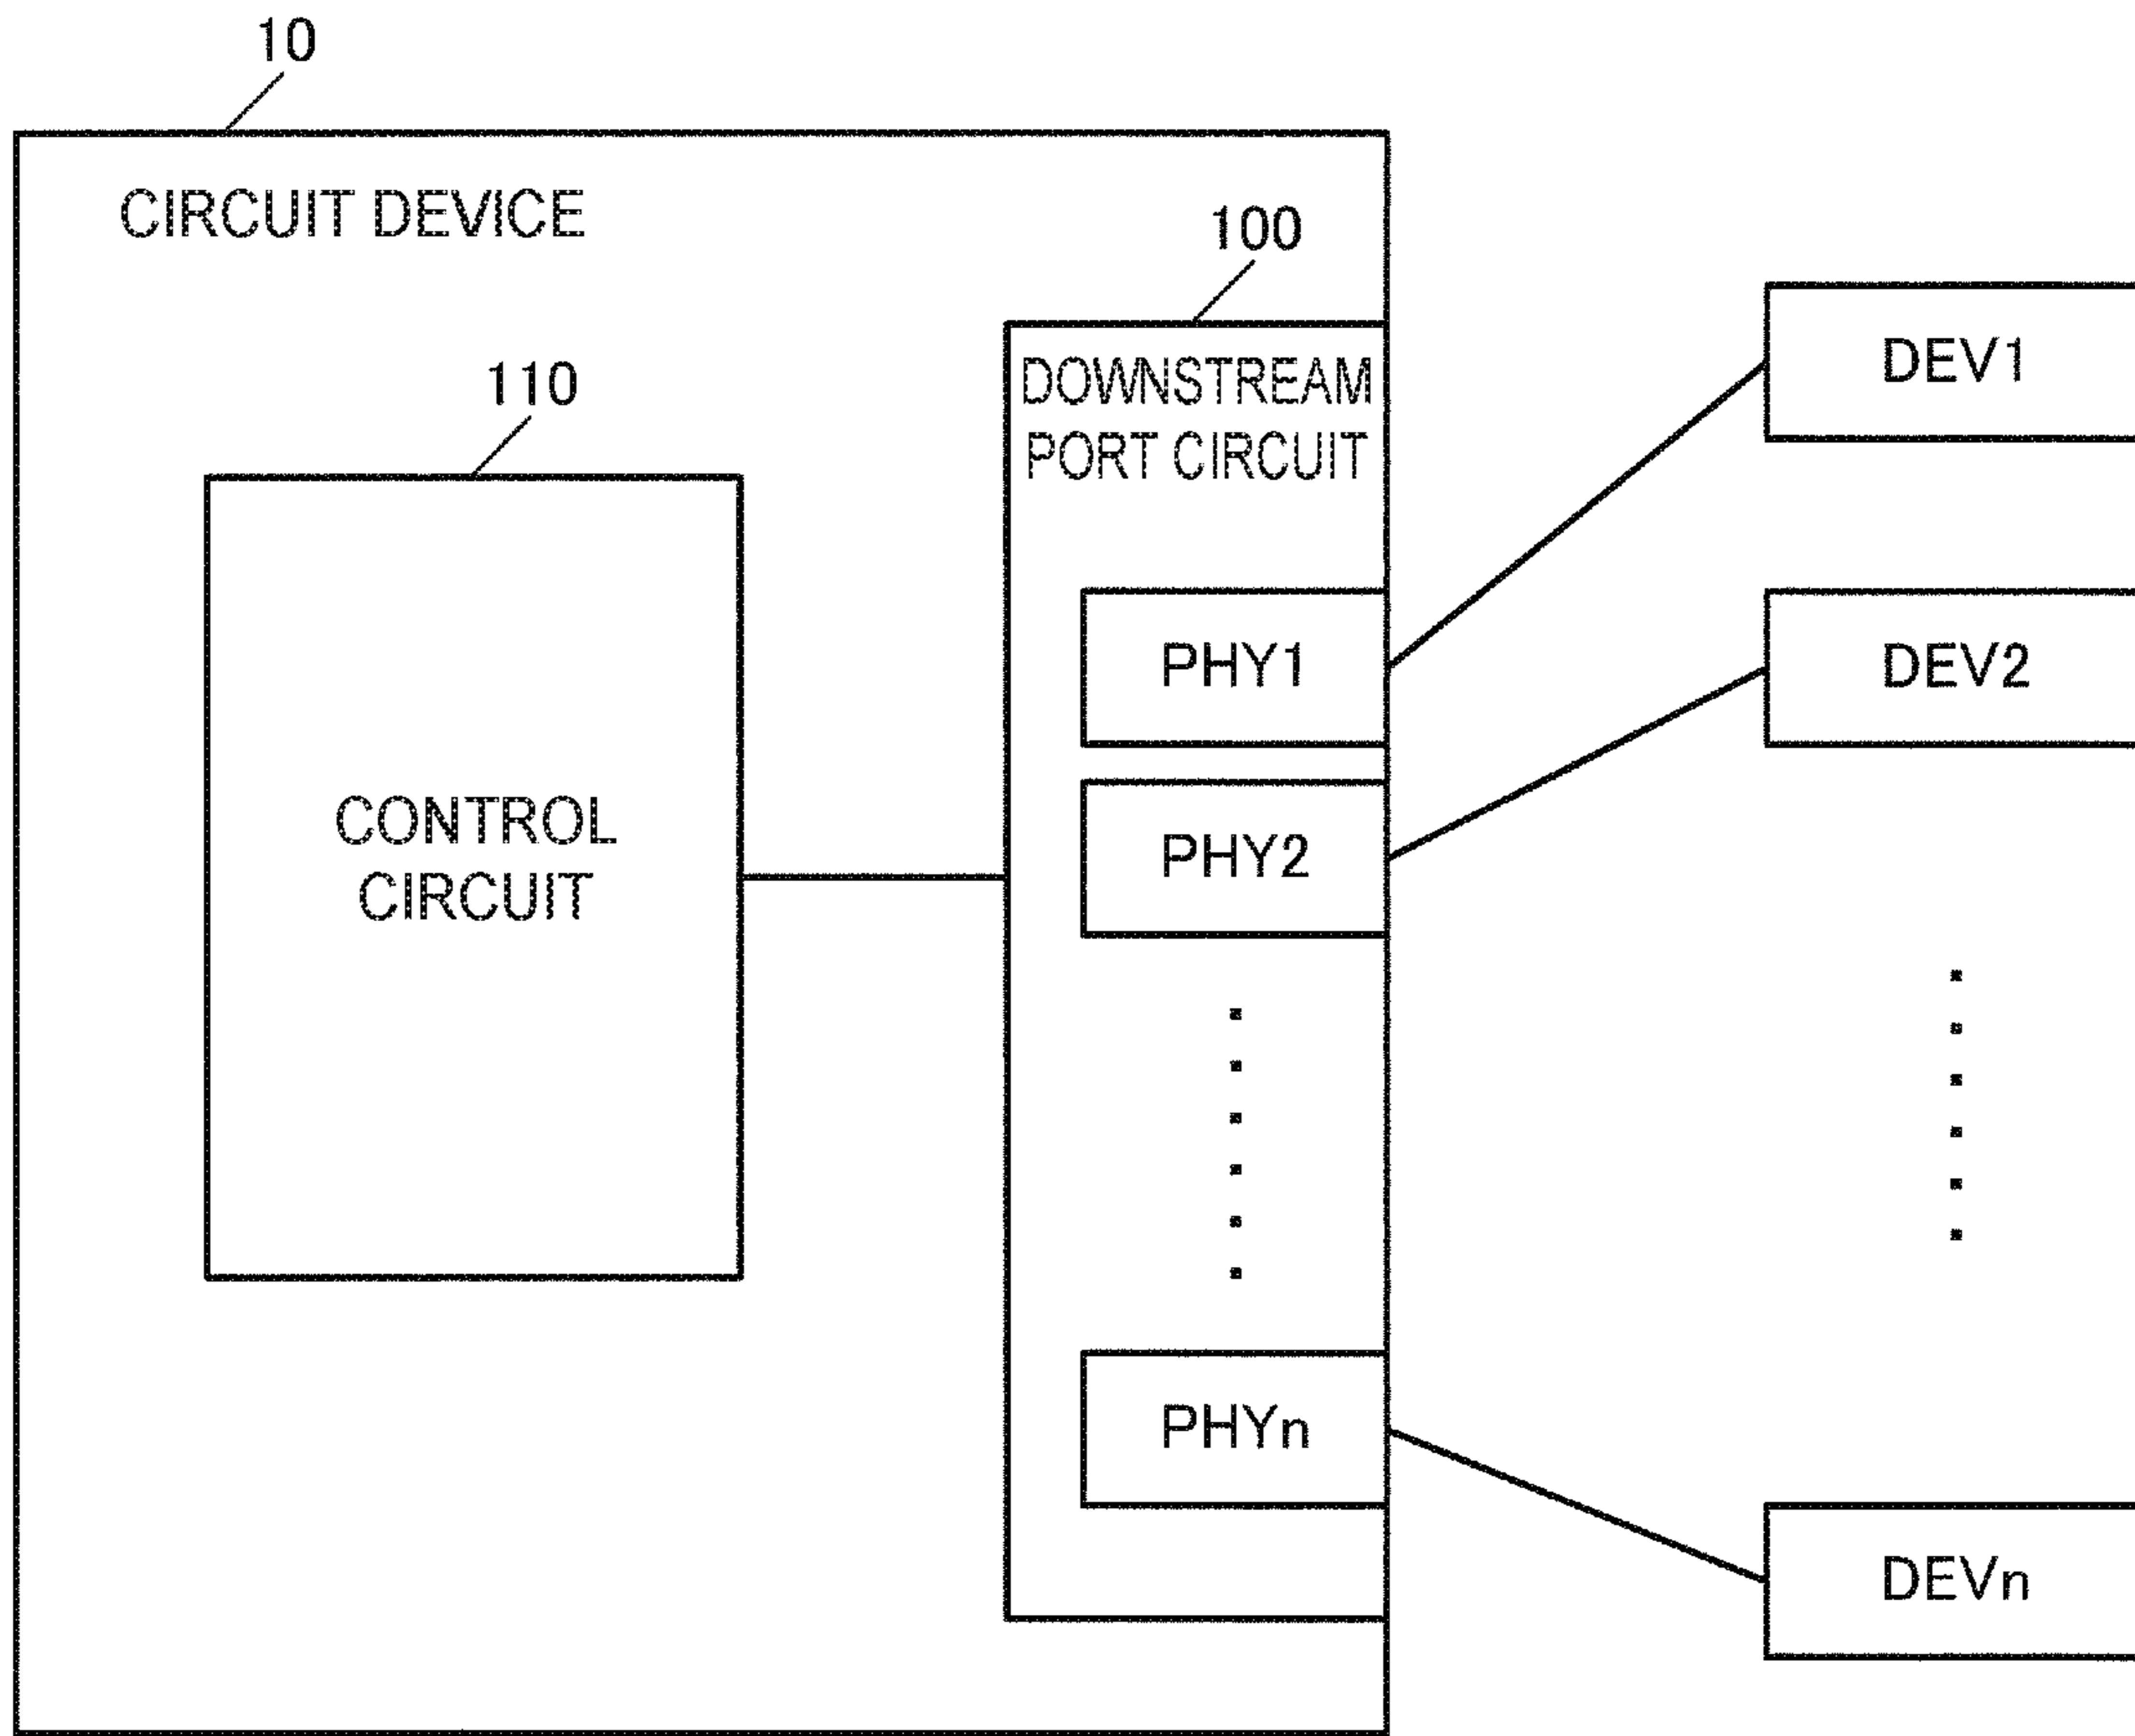 10
CIRCUIT DEVICE
100
DOWNSTREAM
PORT CIRCUIT
110
CONTROL
CIRCUIT
PHY1
PHY2
PHYn
DEV1
DEV2
DEVn